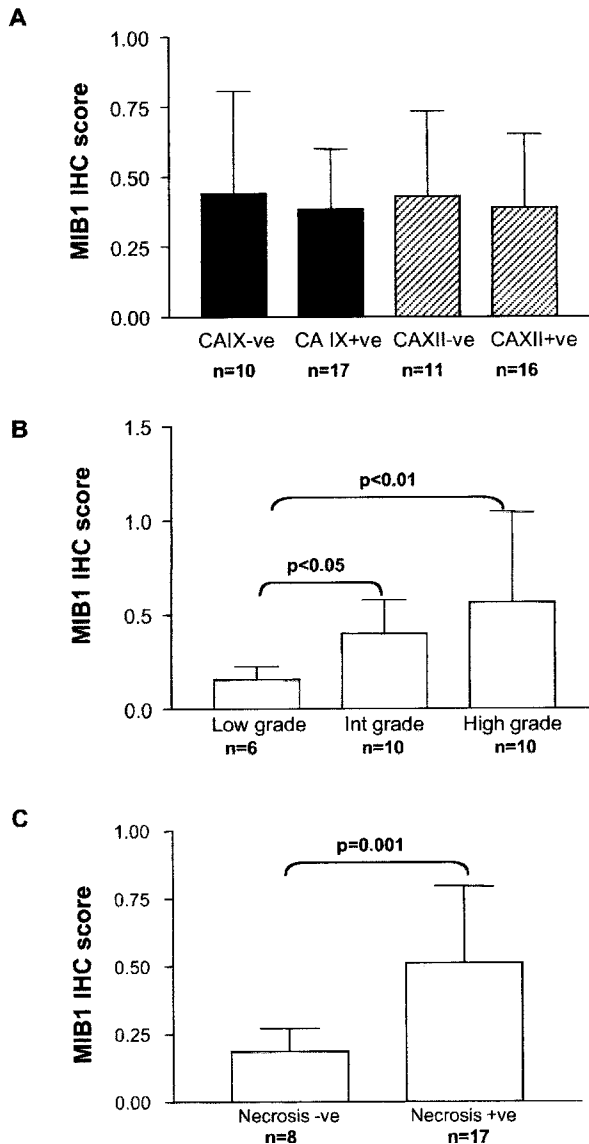 A
MIB1 IHC score
1.00
0.75
0.50
0.25
0.00
CAIX-ve CA IX+ve CAXII-ve CAXII+ve
n=10 n=17 n=11 n=16
B
MIB1 IHC score
1.5
1.0
0.5
0.0
p<0.01
p<0.05
Low grade Int grade High grade
n=6 n=10 n=10
C
MIB1 IHC score
1.00
0.75
0.50
0.25
0.00
p=0.001
Necrosis -ve Necrosis +ve
n=8 n=17